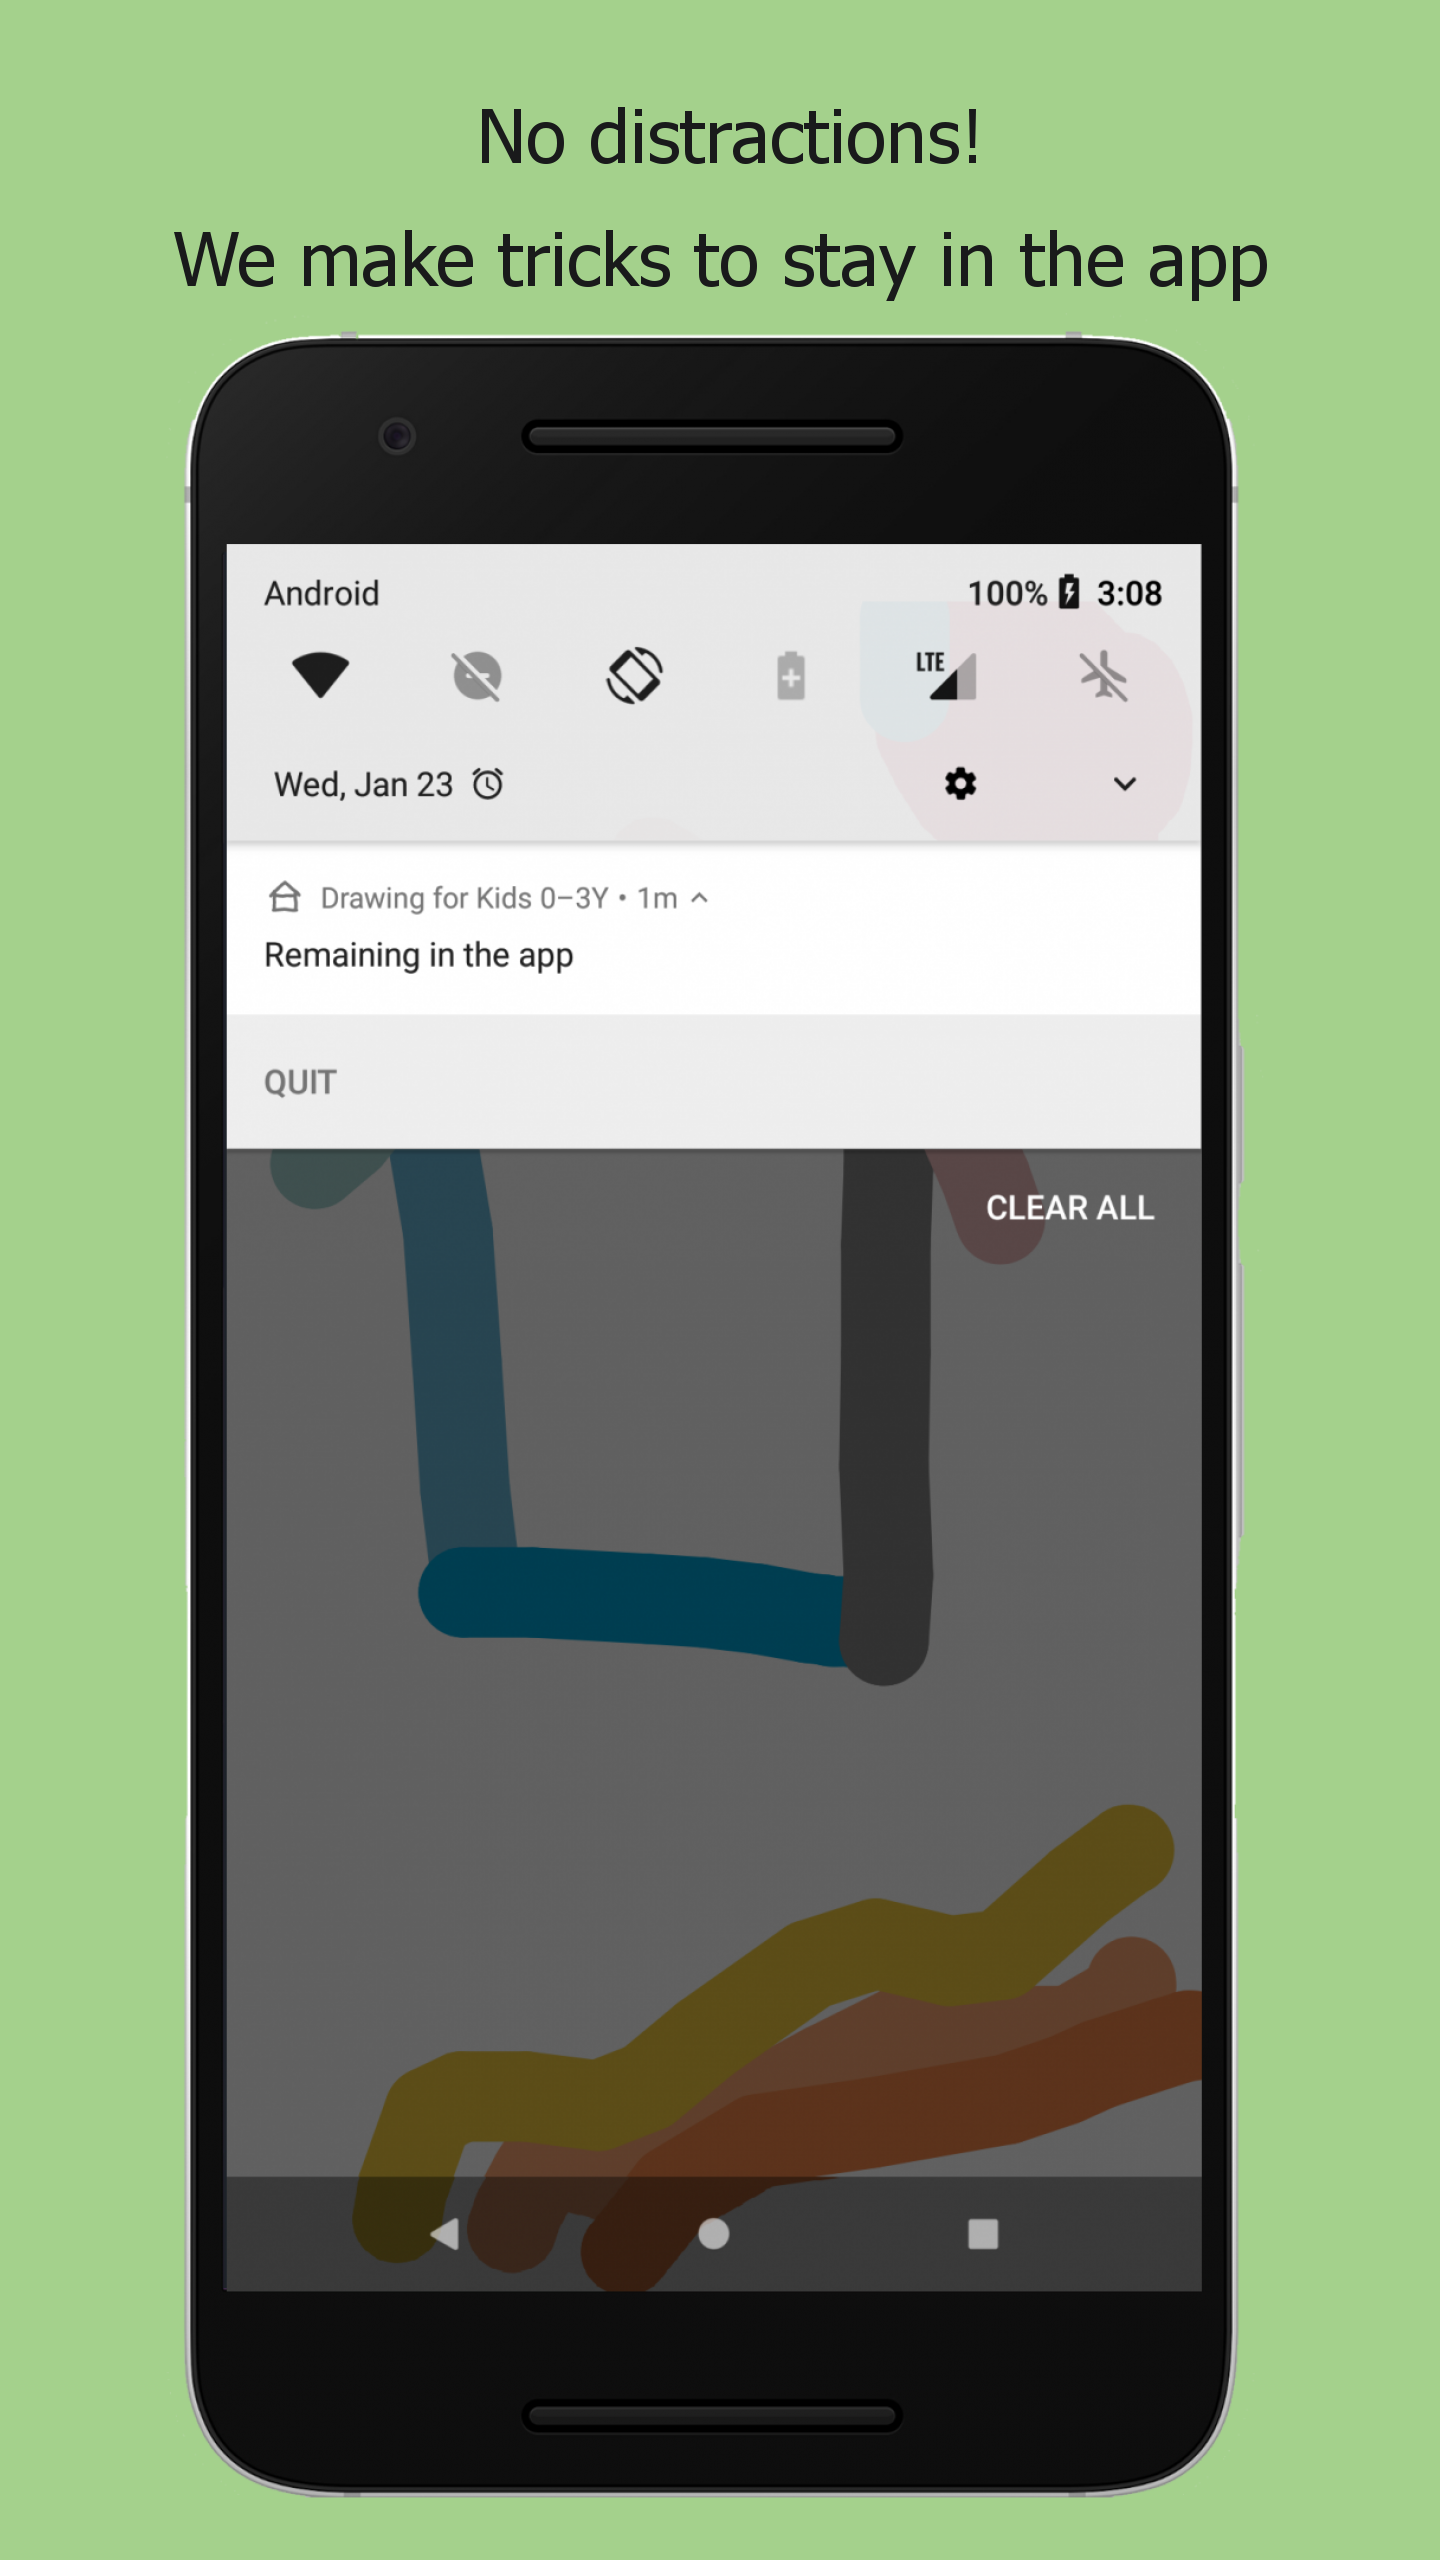 No distractions!
We make tricks to stay in the app
Android 100% 3:08
LTE
Wed, Jan 23
Drawing for Kids 0–3Y • 1m
Remaining in the app
QUIT
CLEAR ALL